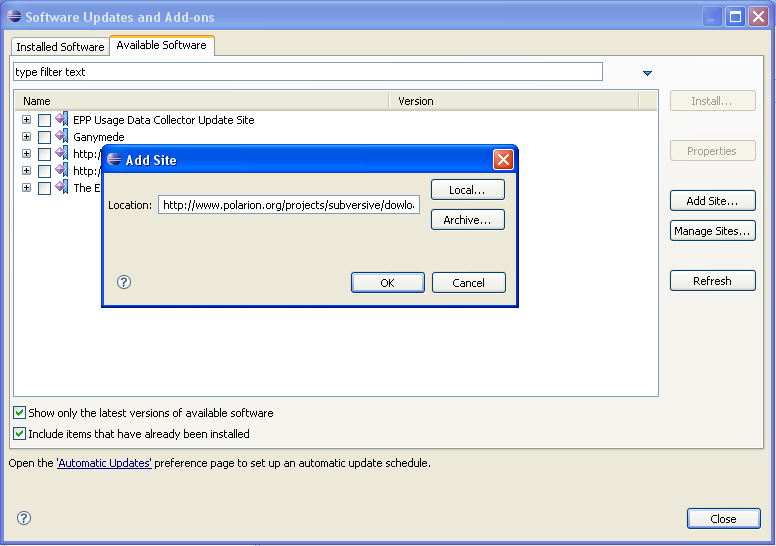 Software Updates and Add-ons
Installed Software
Available Software
type filter text
Name
Version
EPP Usage Data Collector Update Site
Ganymede
http:/
http:/
The E
Install...
Properties
Add Site...
Manage Sites...
Refresh
Add Site
Location:
http://www.polarion.org/projects/subversive/dowlo
Local...
Archive...
?
OK
Cancel
Show only the latest versions of available software
Include items that have already been installed
Open the 'Automatic Updates' preference page to set up an automatic update schedule.
?
Close